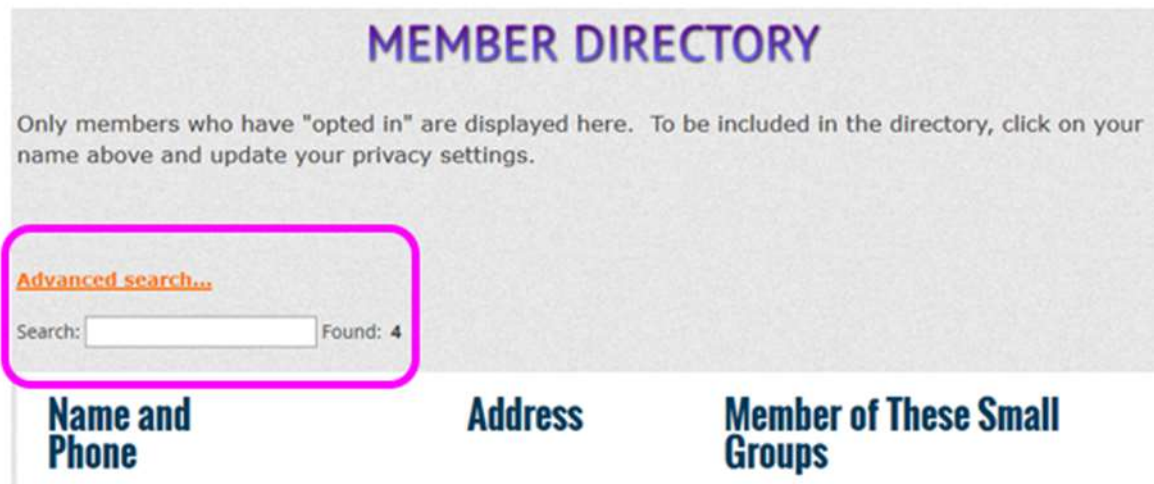 MEMBER DIRECTORY
Only members who have "opted in" are displayed here.  To be included in the directory, click on your
name above and update your privacy settings.
Advanced search...
Search: Found: 4
Name and Phone
Address
Member of These Small Groups